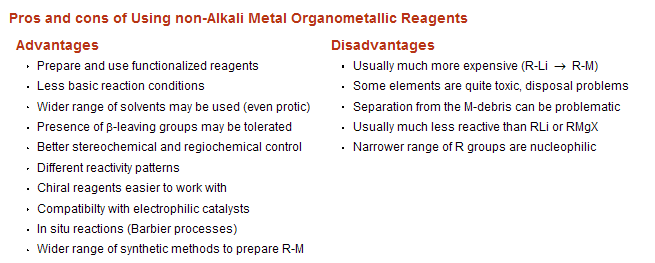 Pros and cons of Using non-Alkali Metal Organometallic Reagents
Advantages
• Prepare and use functionalized reagents
• Less basic reaction conditions
• Wider range of solvents may be used (even protic)
• Presence of β-leaving groups may be tolerated
• Better stereochemical and regiochemical control
• Different reactivity patterns
• Chiral reagents easier to work with
• Compatibilty with electrophilic catalysts
• In situ reactions (Barbier processes)
• Wider range of synthetic methods to prepare R-M
Disadvantages
• Usually much more expensive (R-Li → R-M)
• Some elements are quite toxic, disposal problems
• Separation from the M-debris can be problematic
• Usually much less reactive than RLi or RMgX
• Narrower range of R groups are nucleophilic